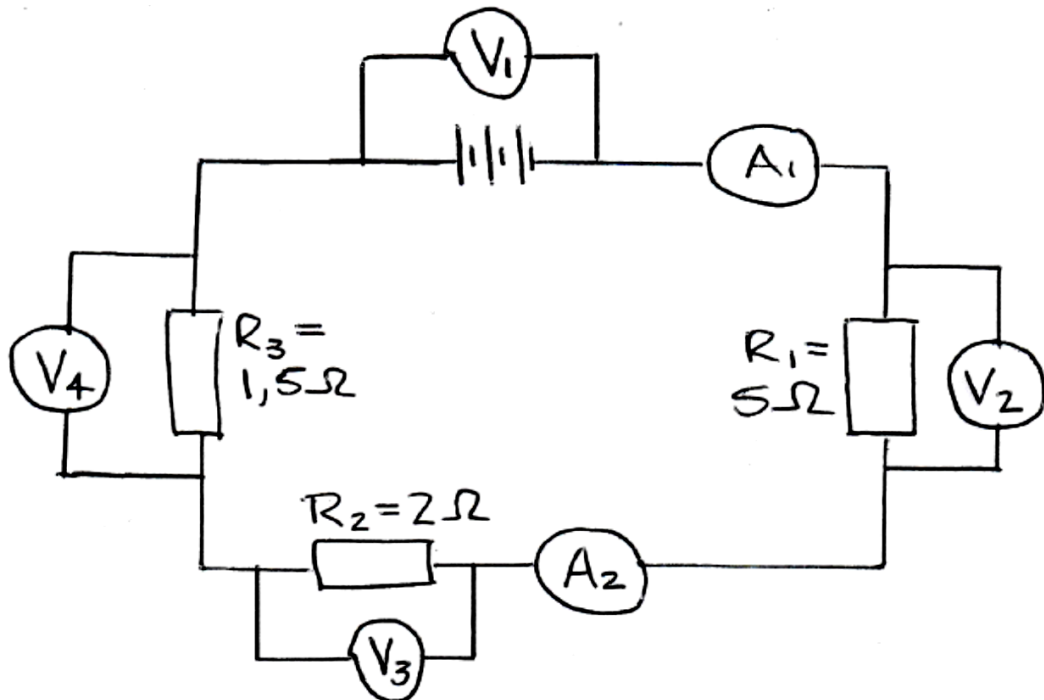 V₁
A₁
R₃ =
1,5Ω
V₄
R₁ =
5Ω
V₂
R₂ = 2Ω
A₂
V₃